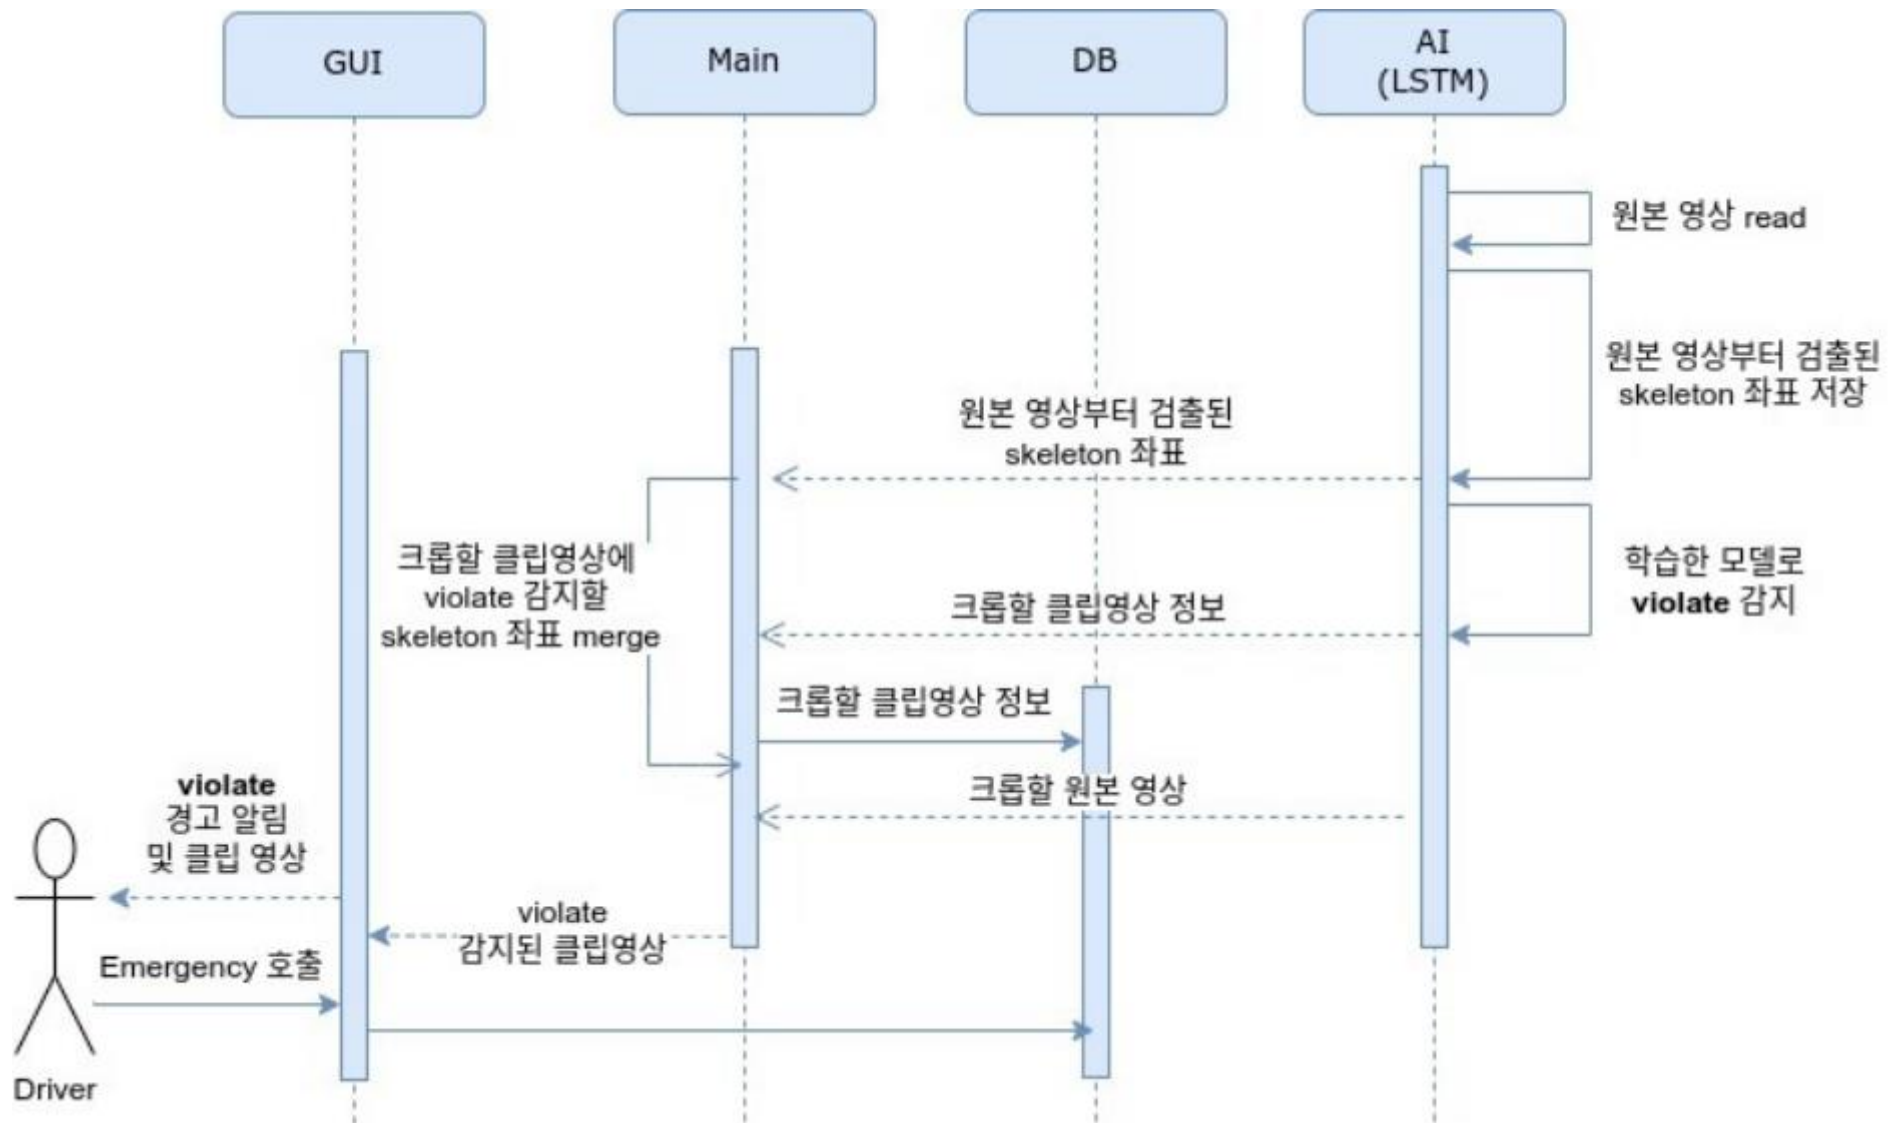 GUI
Main
DB
AI
(LSTM)
원본 영상 read
원본 영상부터 검출된
skeleton 좌표 저장
원본 영상부터 검출된
skeleton 좌표
학습한 모델로
violate 감지
크롭할 클립영상에
violate 감지할
skeleton 좌표 merge
크롭할 클립영상 정보
크롭할 클립영상 정보
크롭할 원본 영상
violate
경고 알림
및 클립 영상
violate
감지된 클립영상
Emergency 호출
Driver